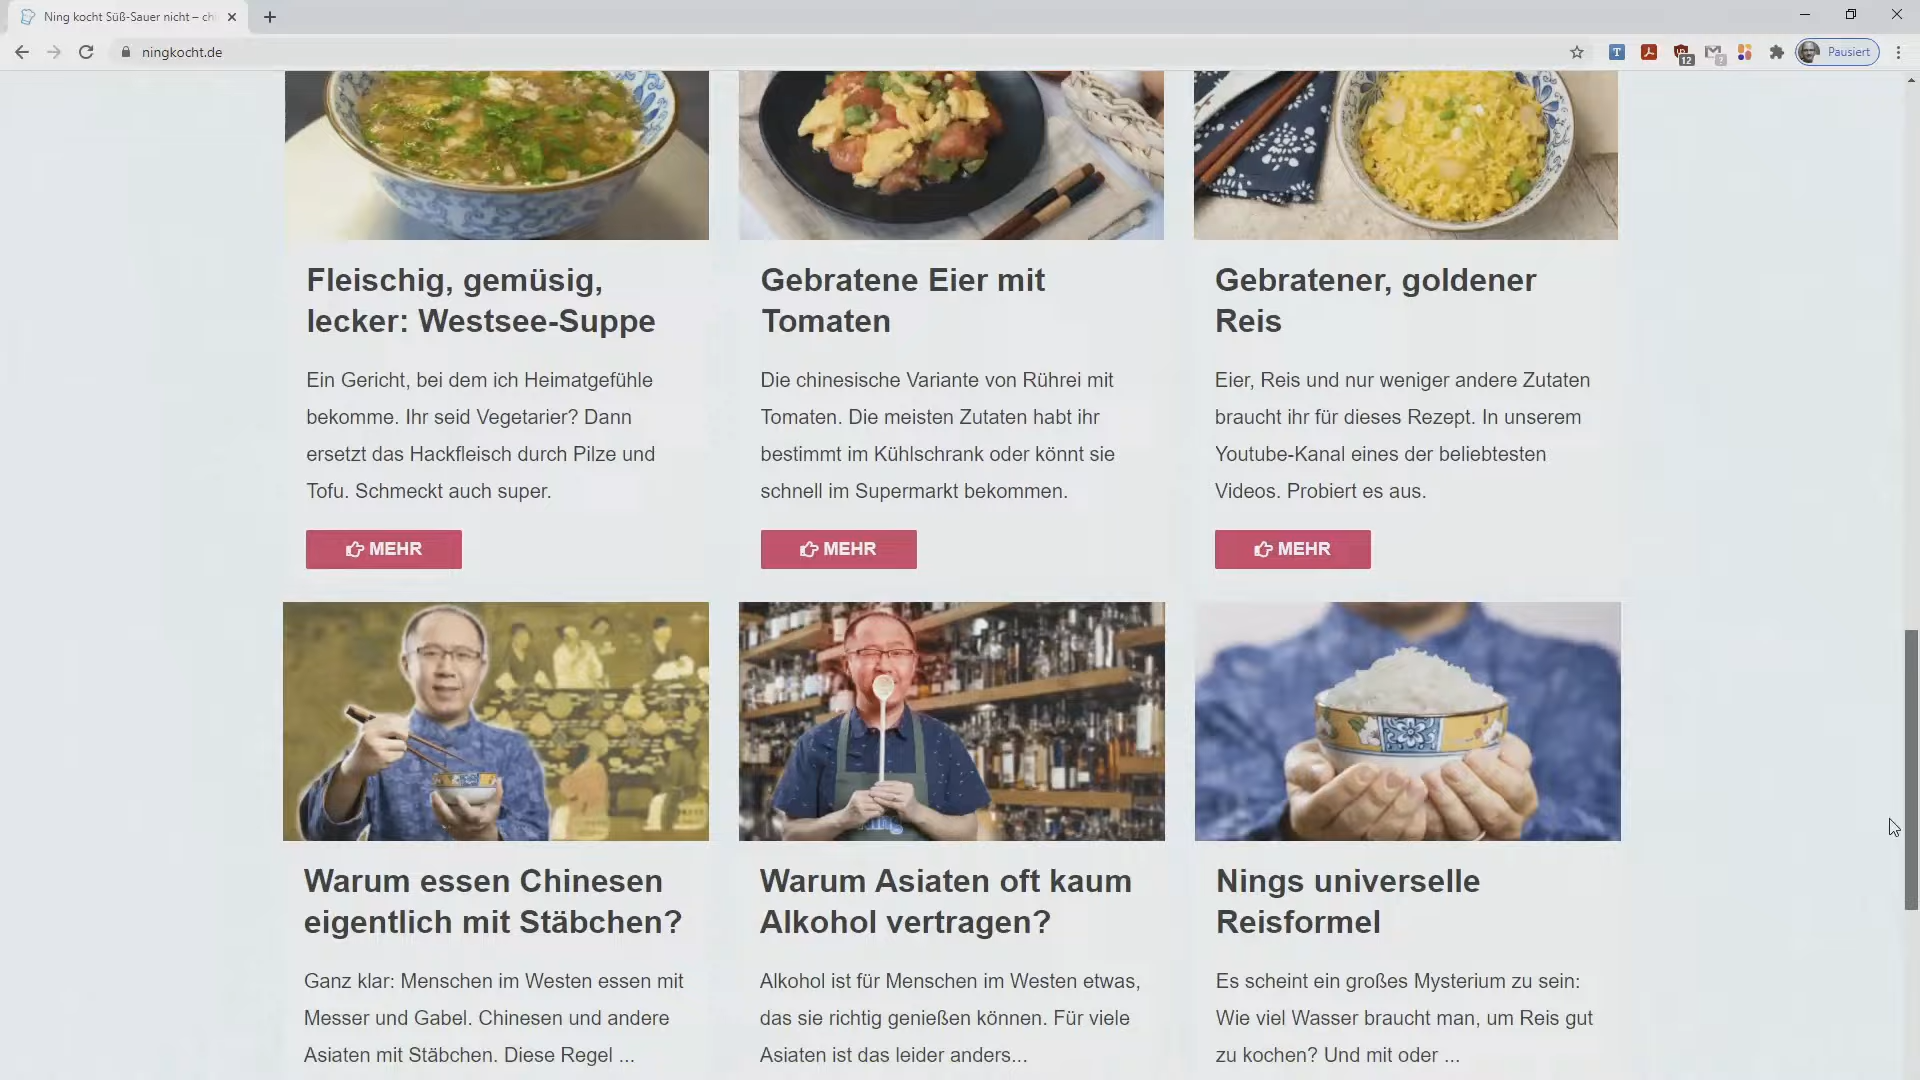 Ning kocht Süß-Sauer nicht – ch
ningkocht.de
12
Pausiert
Fleischig, gemüsig,
lecker: Westsee-Suppe
Ein Gericht, bei dem ich Heimatgefühle
bekomme. Ihr seid Vegetarier? Dann
ersetzt das Hackfleisch durch Pilze und
Tofu. Schmeckt auch super.
MEHR
Gebratene Eier mit
Tomaten
Die chinesische Variante von Rührei mit
Tomaten. Die meisten Zutaten habt ihr
bestimmt im Kühlschrank oder könnt sie
schnell im Supermarkt bekommen.
MEHR
Gebratener, goldener
Reis
Eier, Reis und nur weniger andere Zutaten
braucht ihr für dieses Rezept. In unserem
Youtube-Kanal eines der beliebtesten
Videos. Probiert es aus.
MEHR
Warum essen Chinesen
eigentlich mit Stäbchen?
Ganz klar: Menschen im Westen essen mit
Messer und Gabel. Chinesen und andere
Asiaten mit Stäbchen. Diese Regel ...
Ning
Warum Asiaten oft kaum
Alkohol vertragen?
Alkohol ist für Menschen im Westen etwas,
das sie richtig genießen können. Für viele
Asiaten ist das leider anders...
Nings universelle
Reisformel
Es scheint ein großes Mysterium zu sein:
Wie viel Wasser braucht man, um Reis gut
zu kochen? Und mit oder ...